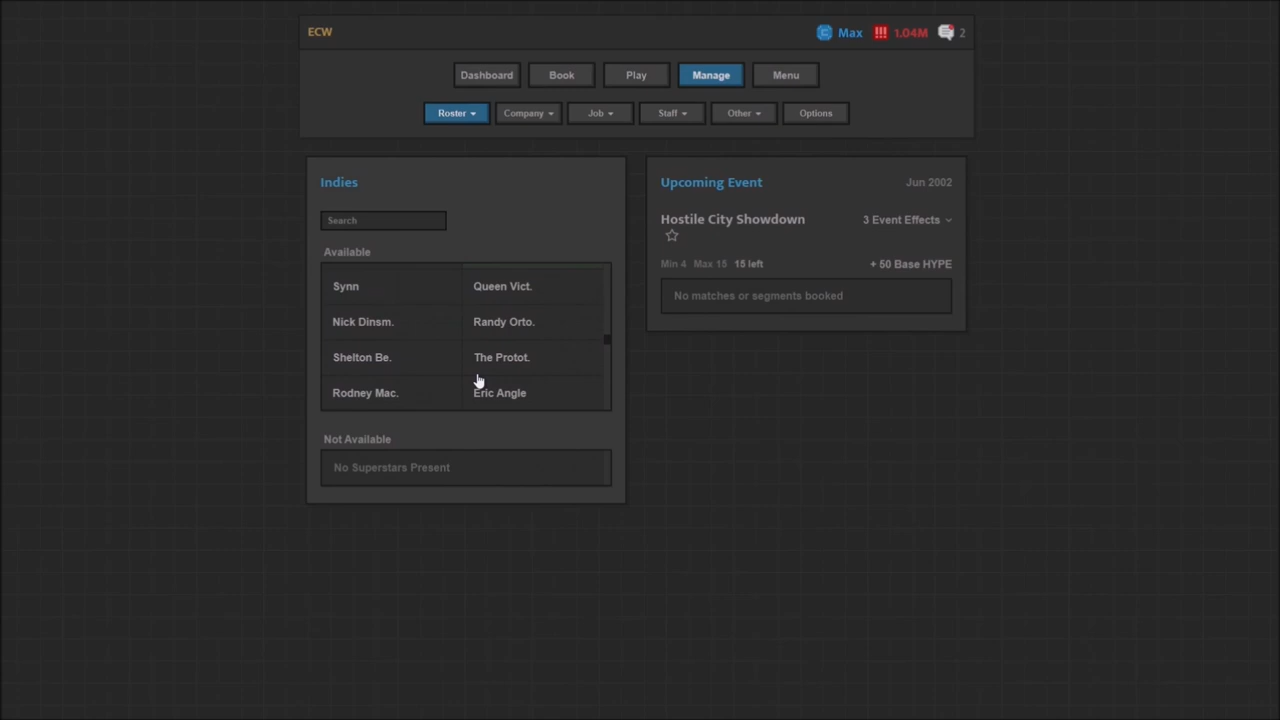 ECW
Max 1.04M 2
Dashboard Book Play Manage Menu
Roster Company Job Staff Other Options
Indies
Search
Available
Synn Queen Vict.
Nick Dinsm. Randy Orto.
Shelton Be. The Protot.
Rodney Mac. Eric Angle
Not Available
No Superstars Present
Upcoming Event Jun 2002
Hostile City Showdown 3 Event Effects
Min 4 Max 15 15 left + 50 Base HYPE
No matches or segments booked